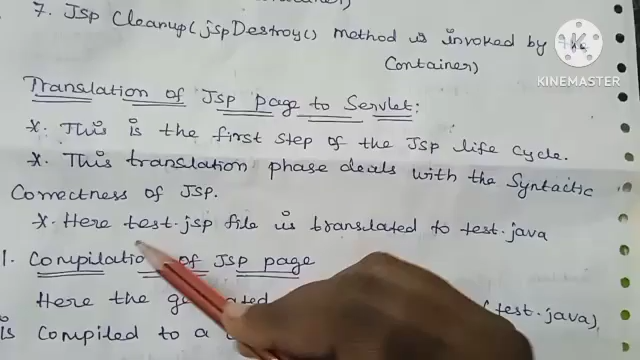 7. Jsp Cleanup (jspDestroy() method is invoked by the
Container)
KINEMASTER
Translation of Jsp page to Servlet:
*. This is the first step of the Jsp life cycle.
*. This translation phase deals with the Syntactic
Correctness of JSP.
*. Here test.jsp file is translated to test.java
1. Compilation of Jsp page
Here the test.java)
is Compiled to a